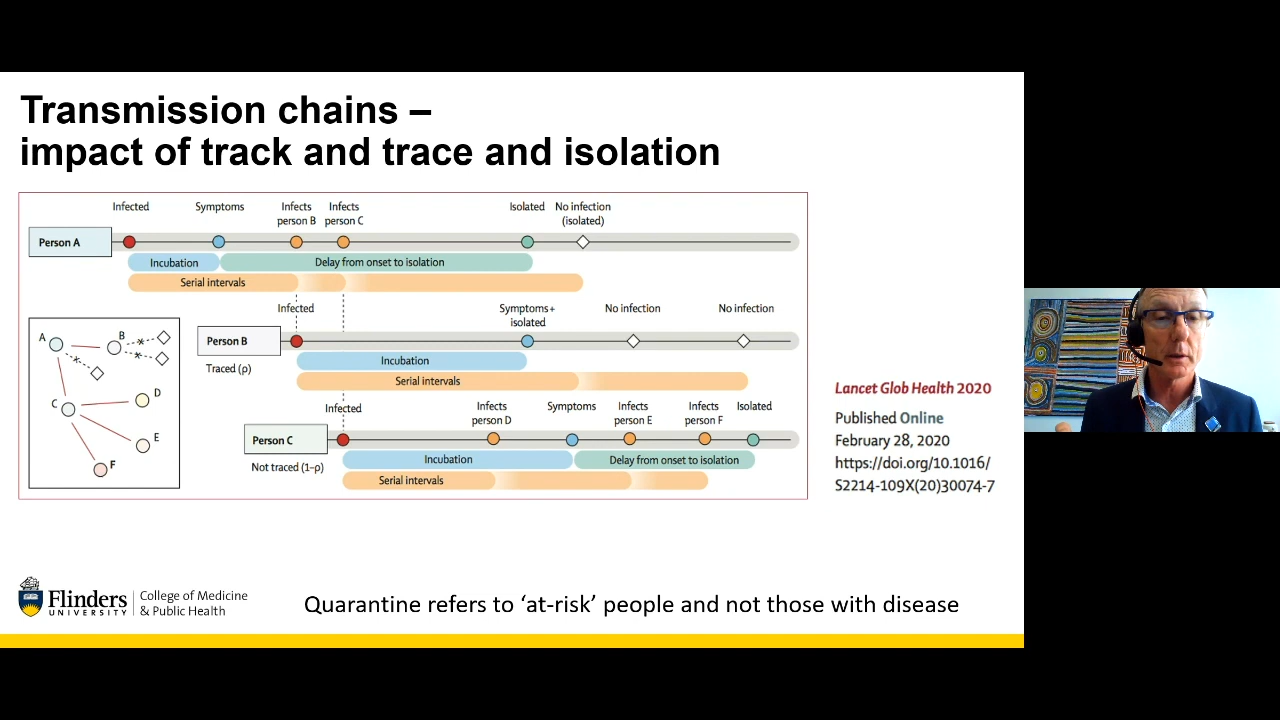 Transmission chains –
impact of track and trace and isolation
Infected
Symptoms
Infects
person B
Infects
person C
Isolated
No infection
(isolated)
Person A
Incubation
Delay from onset to isolation
Serial intervals
Infected
Symptoms+
isolated
No infection
No infection
Person B
Traced (ρ)
Incubation
Serial intervals
Infected
Infects
person D
Symptoms
Infects
person E
Infects
person F
Isolated
Person C
Not traced (1–ρ)
Incubation
Delay from onset to isolation
Serial intervals
A
B
C
D
E
F
Lancet Glob Health 2020
Published Online
February 28, 2020
https://doi.org/10.1016/
S2214-109X(20)30074-7
Flinders
UNIVERSITY
College of Medicine
& Public Health
Quarantine refers to ‘at-risk’ people and not those with disease